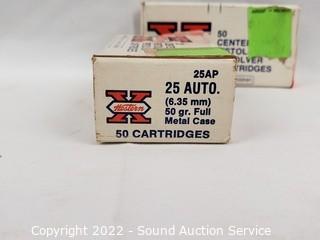 50
CENTER
PISTOL
REVOLVER
CARTRIDGES
25AP
25 AUTO.
(6.35 mm)
50 gr. Full
Metal Case
X
Western
50 CARTRIDGES
Copyright 2022 - Sound Auction Service